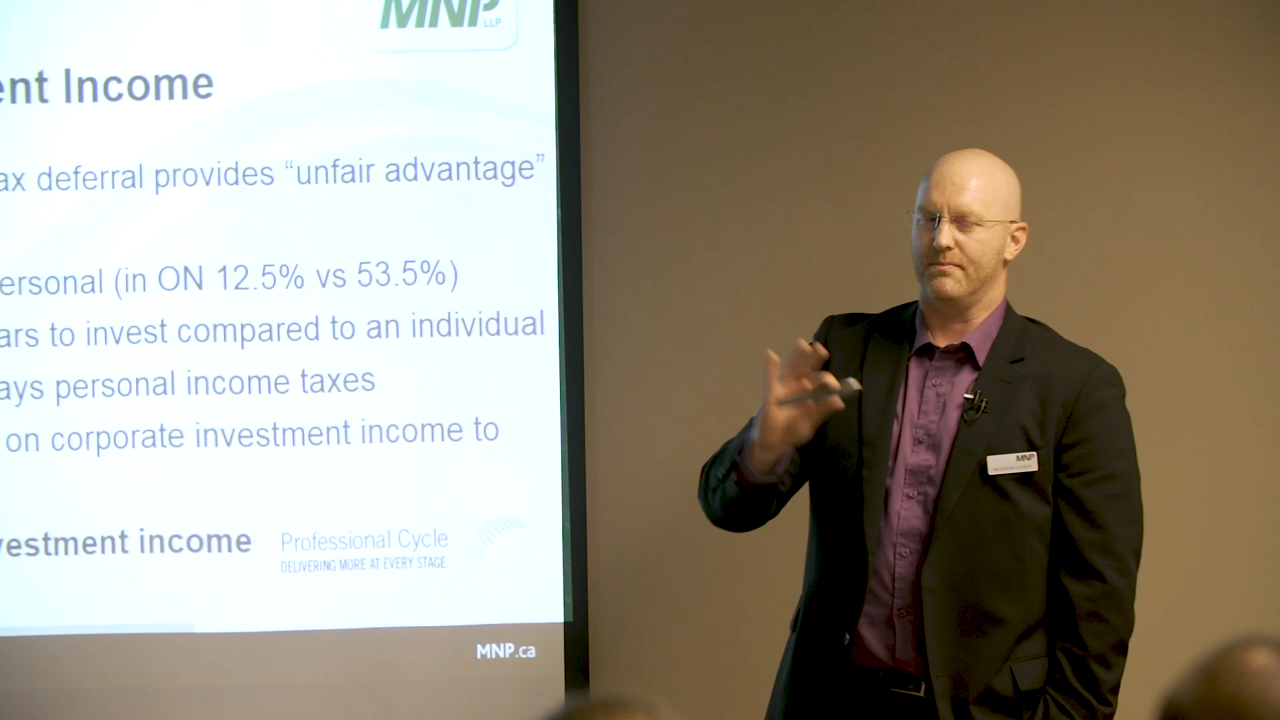 MNP
LLP
ent Income
ax deferral provides “unfair advantage”
ersonal (in ON 12.5% vs 53.5%)
ars to invest compared to an individual
ays personal income taxes
on corporate investment income to
vestment income
Professional Cycle
DELIVERING MORE AT EVERY STAGE.
MNP.ca
MNP